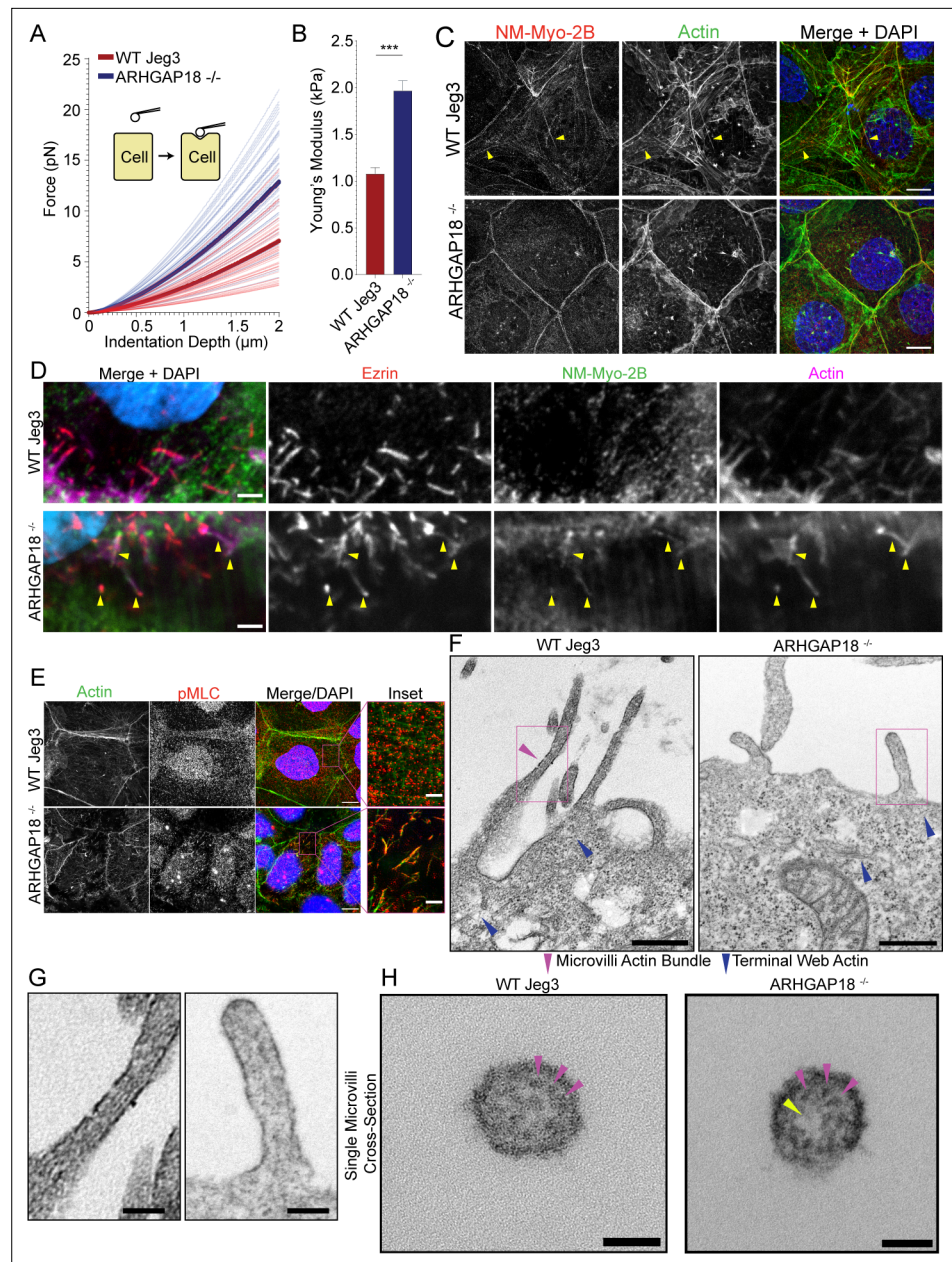 A
WT Jeg3
ARHGAP18 -/-
Force (pN)
25
20
15
10
5
0
Cell
Cell
0
0.5
1
1.5
2
Indentation Depth (μm)
B
***
Young's Modulus (kPa)
2.5
2.0
1.5
1.0
0.5
0.0
WT Jeg3
ARHGAP18 -/-
C
NM-Myo-2B
Actin
Merge + DAPI
WT Jeg3
ARHGAP18 -/-
D
Merge + DAPI
Ezrin
NM-Myo-2B
Actin
WT Jeg3
ARHGAP18 -/-
E
Actin
pMLC
Merge/DAPI
Inset
WT Jeg3
ARHGAP18 -/-
F
WT Jeg3
ARHGAP18 -/-
Microvilli Actin Bundle
Terminal Web Actin
G
H
WT Jeg3
ARHGAP18 -/-
Single Microvilli
Cross-Section